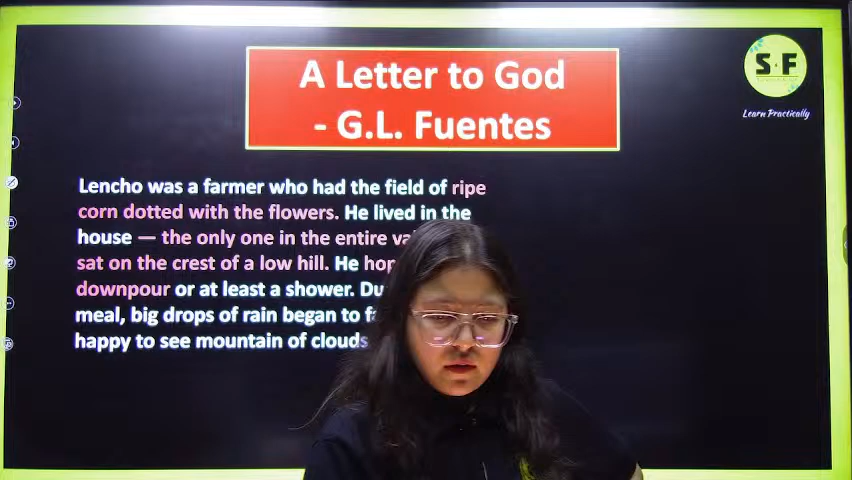 A Letter to God
- G.L. Fuentes
S F
Learn Practically
Lencho was a farmer who had the field of ripe
corn dotted with the flowers. He lived in the
house — the only one in the entire
sat on the crest of a low hill. He
downpour or at least a shower.
meal, big drops of rain began to
happy to see mountain of clouds